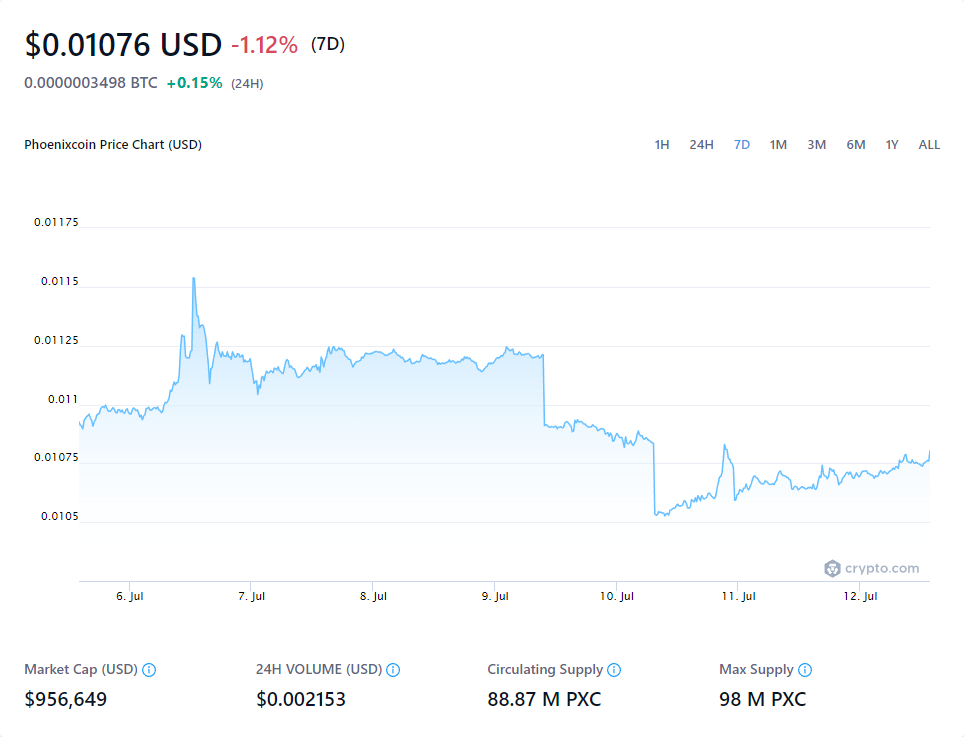 $0.01076 USD -1.12% (7D)
0.0000003498 BTC +0.15% (24H)
Phoenixcoin Price Chart (USD) 1H 24H 7D 1M 3M 6M 1Y ALL
0.01175
0.0115
0.01125
0.011
0.01075
0.0105
crypto.com
6. Jul 7. Jul 8. Jul 9. Jul 10. Jul 11. Jul 12. Jul
Market Cap (USD) 24H VOLUME (USD) Circulating Supply Max Supply
$956,649 $0.002153 88.87 M PXC 98 M PXC